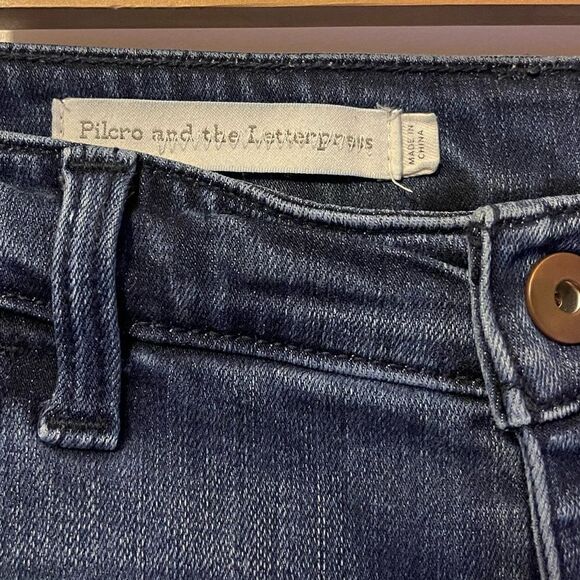 Pilcro and the Letterpress
MADE IN
CHINA